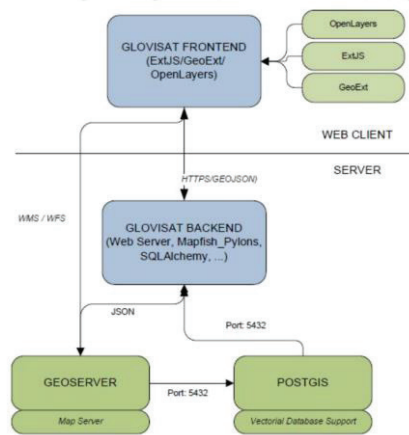 GLOVISAT FRONTEND
(ExtJS/GeoExt/
OpenLayers)
OpenLayers
ExtJS
GeoExt
WEB CLIENT
SERVER
HTTPS/GEOJSON)
WMS / WFS
GLOVISAT BACKEND
(Web Server, Mapfish_Pylons,
SQLAlchemy, ...)
JSON
Port: 5432
GEOSERVER
Map Server
Port: 5432
POSTGIS
Vectorial Database Support